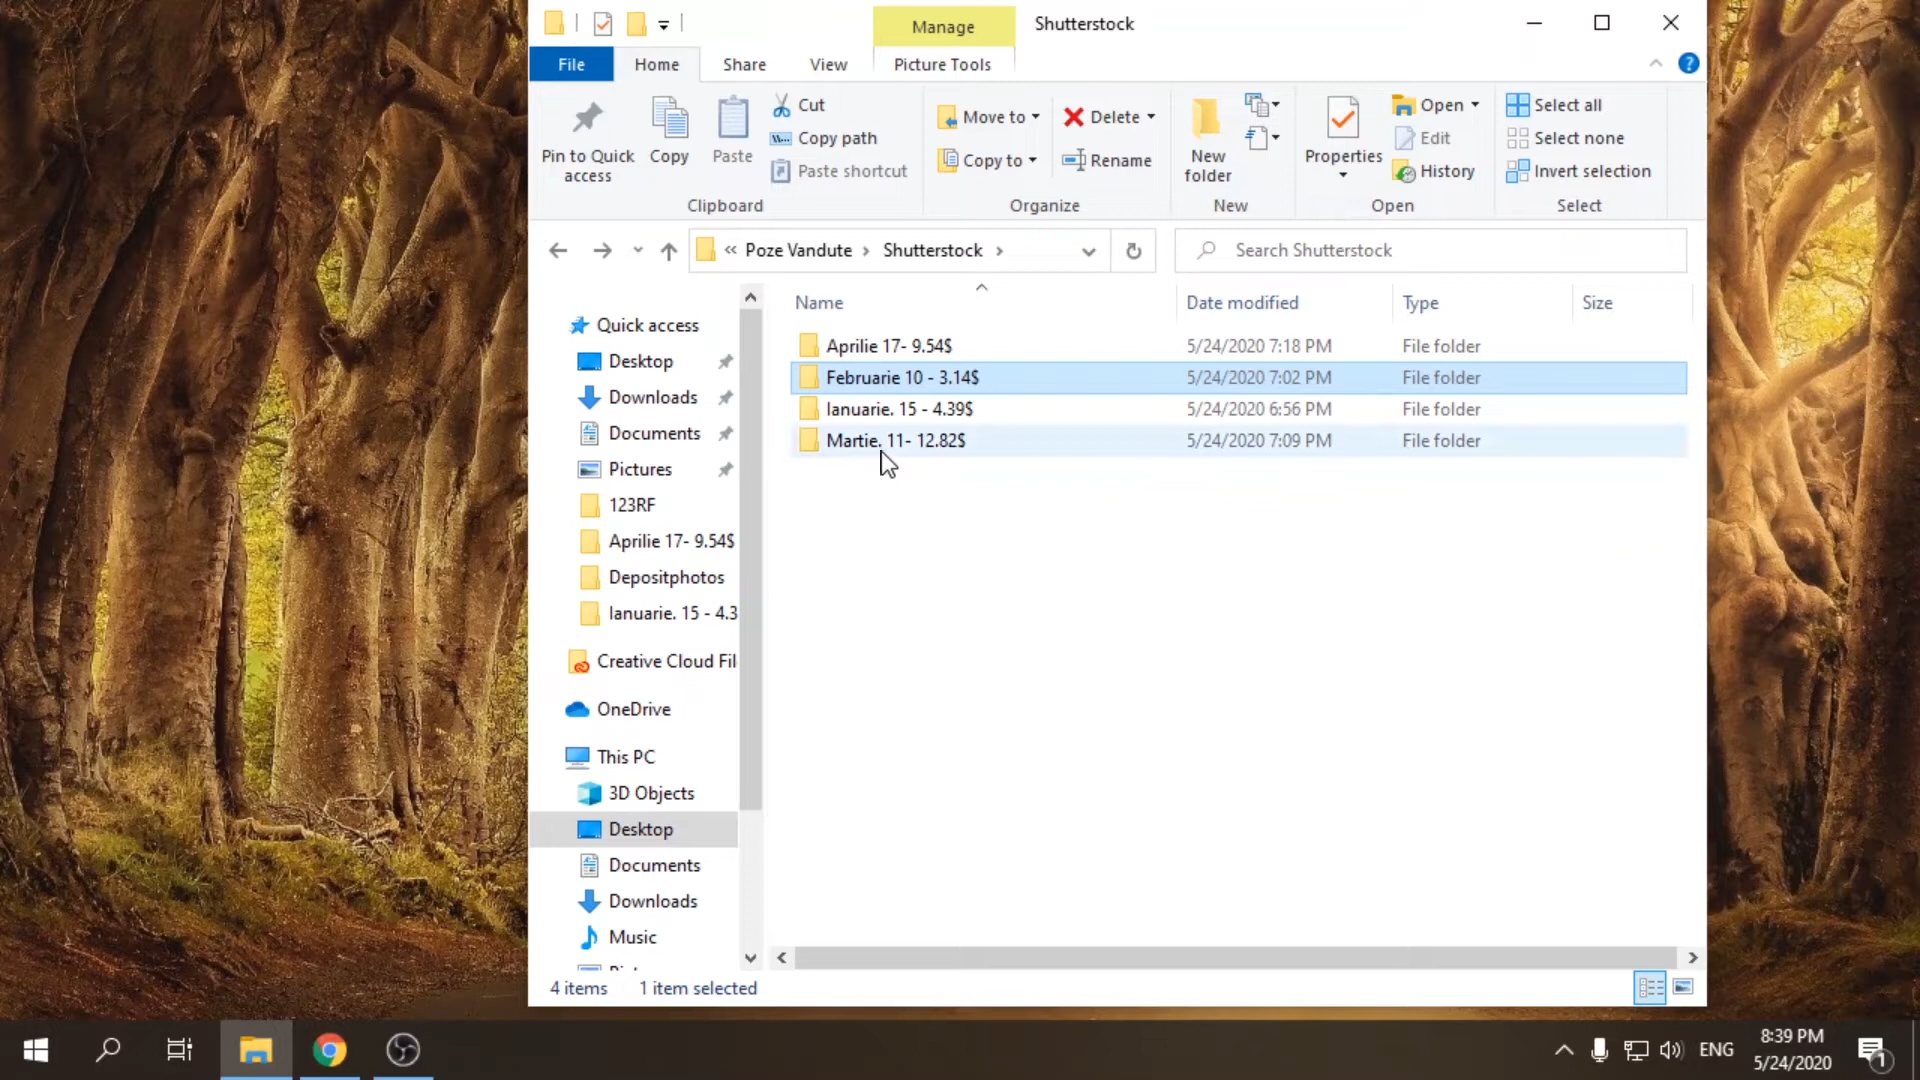 Manage
Shutterstock
File
Home
Share
View
Picture Tools
Pin to Quick access
Copy
Paste
Cut
Copy path
Paste shortcut
Clipboard
Move to
Copy to
Delete
Rename
Organize
New folder
New
Properties
Open
Edit
History
Open
Select all
Select none
Invert selection
Select
« Poze Vandute › Shutterstock ›
Search Shutterstock
Name
Date modified
Type
Size
Aprilie 17- 9.54$ 5/24/2020 7:18 PM File folder
Februarie 10 - 3.14$ 5/24/2020 7:02 PM File folder
Ianuarie. 15 - 4.39$ 5/24/2020 6:56 PM File folder
Martie. 11- 12.82$ 5/24/2020 7:09 PM File folder
Quick access
Desktop
Downloads
Documents
Pictures
123RF
Aprilie 17- 9.54$
Depositphotos
Ianuarie. 15 - 4.3
Creative Cloud Fil
OneDrive
This PC
3D Objects
Desktop
Documents
Downloads
Music
4 items
1 item selected
ENG
8:39 PM
5/24/2020
1